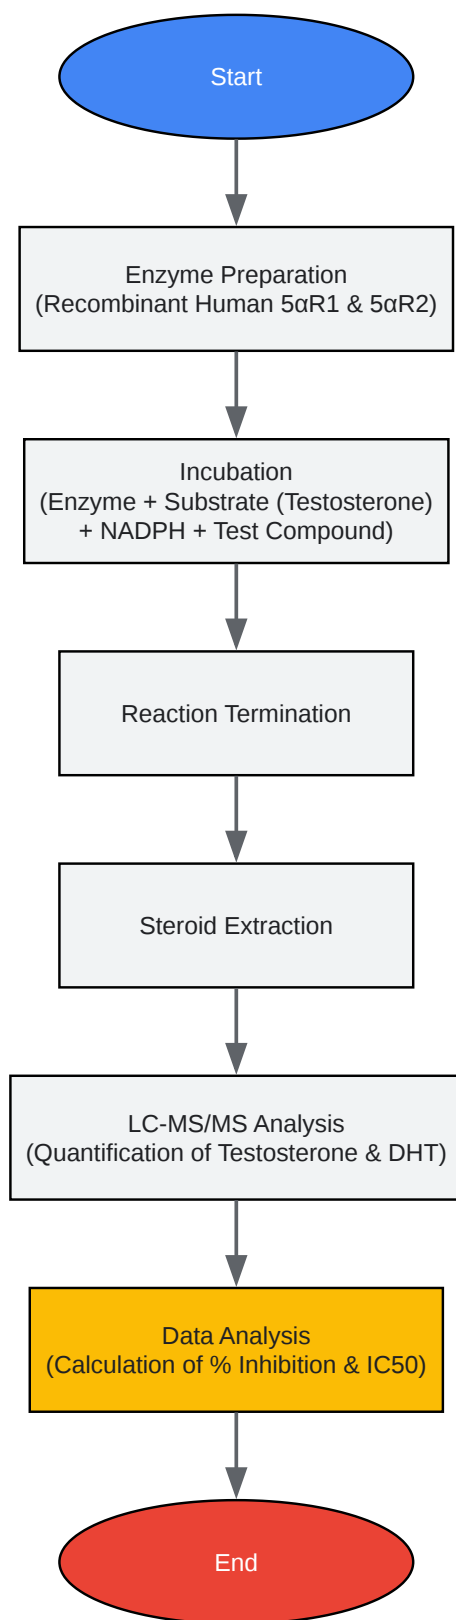 Start
Enzyme Preparation
(Recombinant Human 5αR1 & 5αR2)
Incubation
(Enzyme + Substrate (Testosterone)
+ NADPH + Test Compound)
Reaction Termination
Steroid Extraction
LC-MS/MS Analysis
(Quantification of Testosterone & DHT)
Data Analysis
(Calculation of % Inhibition & IC50)
End